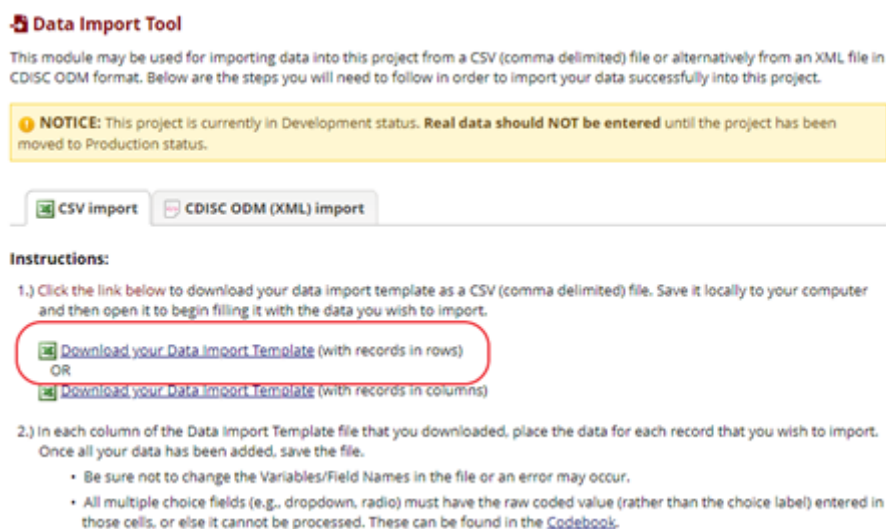 Data Import Tool
This module may be used for importing data into this project from a CSV (comma delimited) file or alternatively from an XML file in
CDISC ODM format. Below are the steps you will need to follow in order to import your data successfully into this project.
NOTICE: This project is currently in Development status. Real data should NOT be entered until the project has been
moved to Production status.
CSV import CDISC ODM (XML) import
Instructions:
1.) Click the link below to download your data import template as a CSV (comma delimited) file. Save it locally to your computer
and then open it to begin filling it with the data you wish to import.
Download your Data Import Template (with records in rows)
OR
Download your Data Import Template (with records in columns)
2.) In each column of the Data Import Template file that you downloaded, place the data for each record that you wish to import.
Once all your data has been added, save the file.
• Be sure not to change the Variables/Field Names in the file or an error may occur.
• All multiple choice fields (e.g., dropdown, radio) must have the raw coded value (rather than the choice label) entered in
those cells, or else it cannot be processed. These can be found in the Codebook.